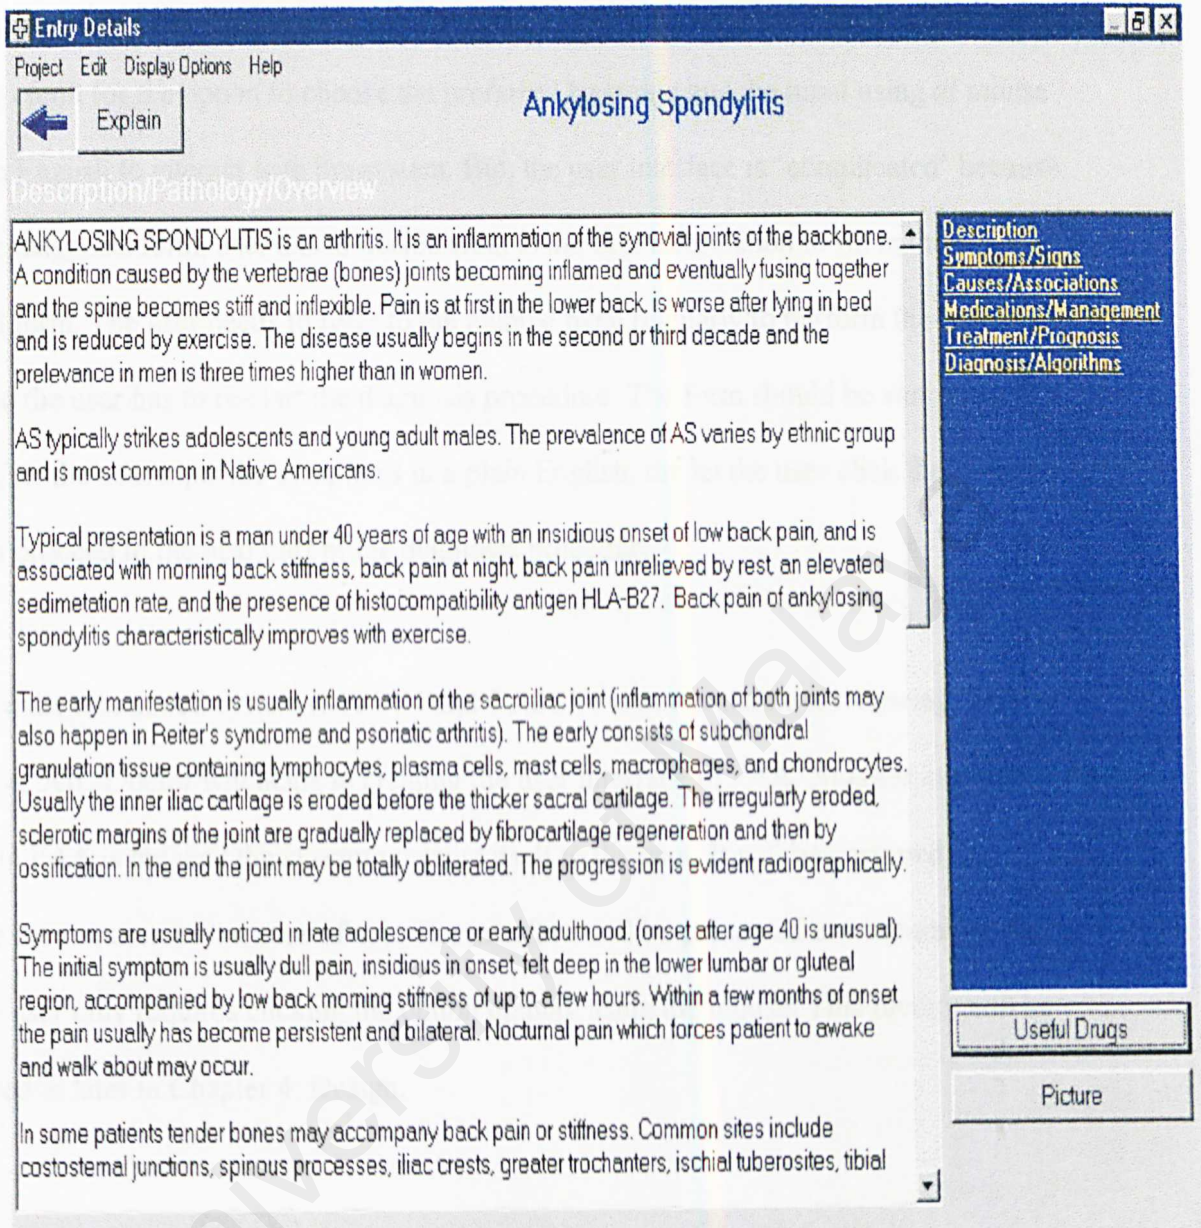 Entry Details
Project Edit Display Options Help
Explain
Ankylosing Spondylitis
Description/Pathology/Overview
ANKYLOSING SPONDYLITIS is an arthritis. It is an inflammation of the synovial joints of the backbone.
A condition caused by the vertebrae (bones) joints becoming inflamed and eventually fusing together
and the spine becomes stiff and inflexible. Pain is at first in the lower back, is worse after lying in bed
and is reduced by exercise. The disease usually begins in the second or third decade and the
prelevance in men is three times higher than in women.
AS typically strikes adolescents and young adult males. The prevalence of AS varies by ethnic group
and is most common in Native Americans.
Typical presentation is a man under 40 years of age with an insidious onset of low back pain, and is
associated with morning back stiffness, back pain at night, back pain unrelieved by rest, an elevated
sedimetation rate, and the presence of histocompatibility antigen HLA-B27. Back pain of ankylosing
spondylitis characteristically improves with exercise.
The early manifestation is usually inflammation of the sacroiliac joint (inflammation of both joints may
also happen in Reiter's syndrome and psoriatic arthritis). The early consists of subchondral
granulation tissue containing lymphocytes, plasma cells, mast cells, macrophages, and chondrocytes.
Usually the inner iliac cartilage is eroded before the thicker sacral cartilage. The irregularly eroded,
sclerotic margins of the joint are gradually replaced by fibrocartilage regeneration and then by
ossification. In the end the joint may be totally obliterated. The progression is evident radiographically.
Symptoms are usually noticed in late adolescence or early adulthood. (onset after age 40 is unusual).
The initial symptom is usually dull pain, insidious in onset, felt deep in the lower lumbar or gluteal
region, accompanied by low back morning stiffness of up to a few hours. Within a few months of onset
the pain usually has become persistent and bilateral. Nocturnal pain which forces patient to awake
and walk about may occur.
In some patients tender bones may accompany back pain or stiffness. Common sites include
costosternal junctions, spinous processes, iliac crests, greater trochanters, ischial tuberosites, tibial
Description
Symptoms/Signs
Causes/Associations
Medications/Management
Treatment/Prognosis
Diagnosis/Algorithms
Useful Drugs
Picture
University of Malaya